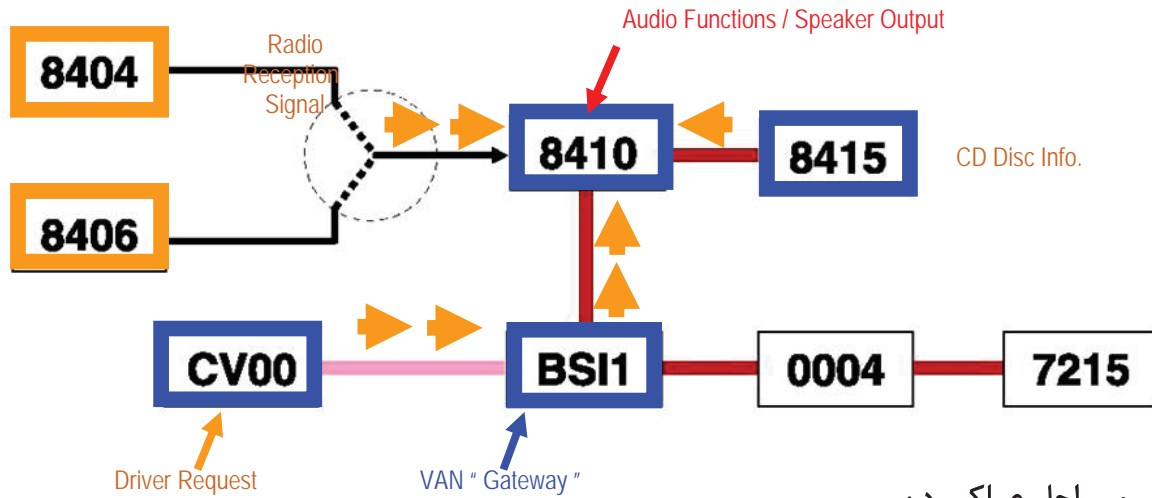 Audio Functions / Speaker Output
8404
Radio
Reception
Signal
8410
8415
CD Disc Info.
8406
CV00
BSI1
0004
7215
Driver Request
VAN " Gateway "